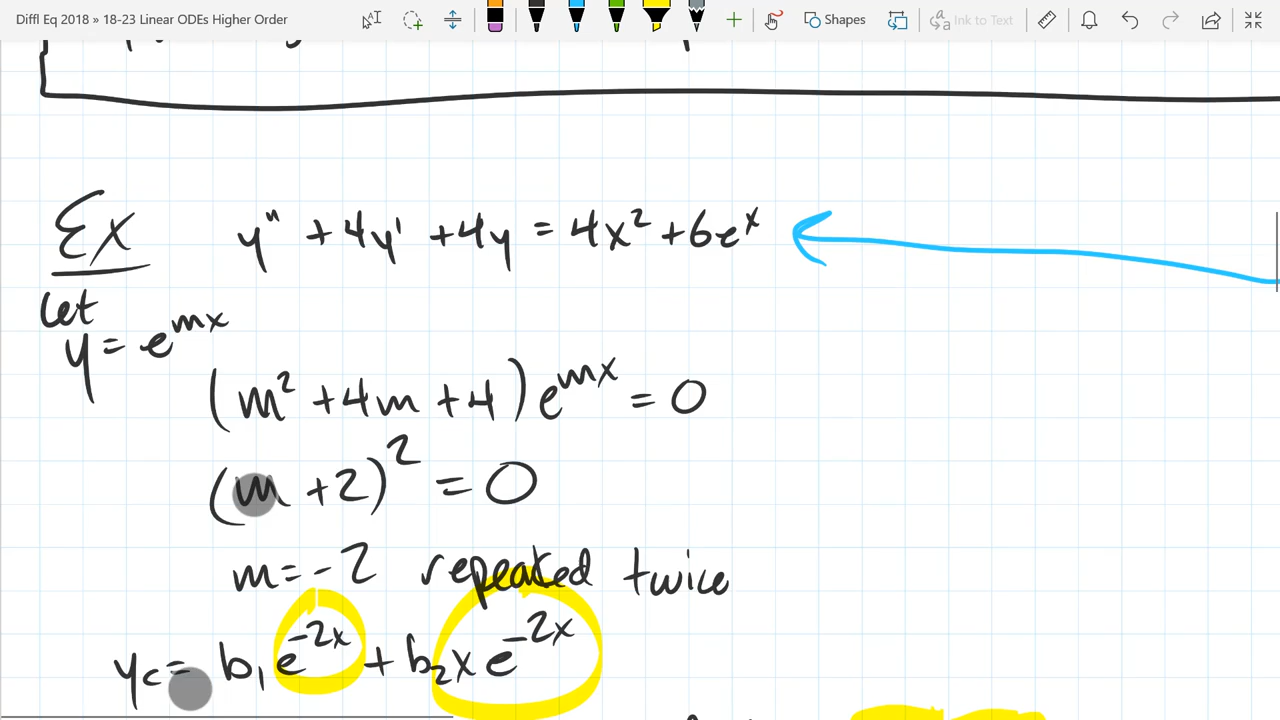 Diffl Eq 2018 » 18-23 Linear ODEs Higher Order
Shapes
Ink to Text
Ex y" + 4y' + 4y = 4x² + 6eˣ
let
y = e^{mx}
(m² + 4m + 4) e^{mx} = 0
(m + 2)² = 0
m = -2 repeated twice
y_c = b₁e^{-2x} + b₂xe^{-2x}